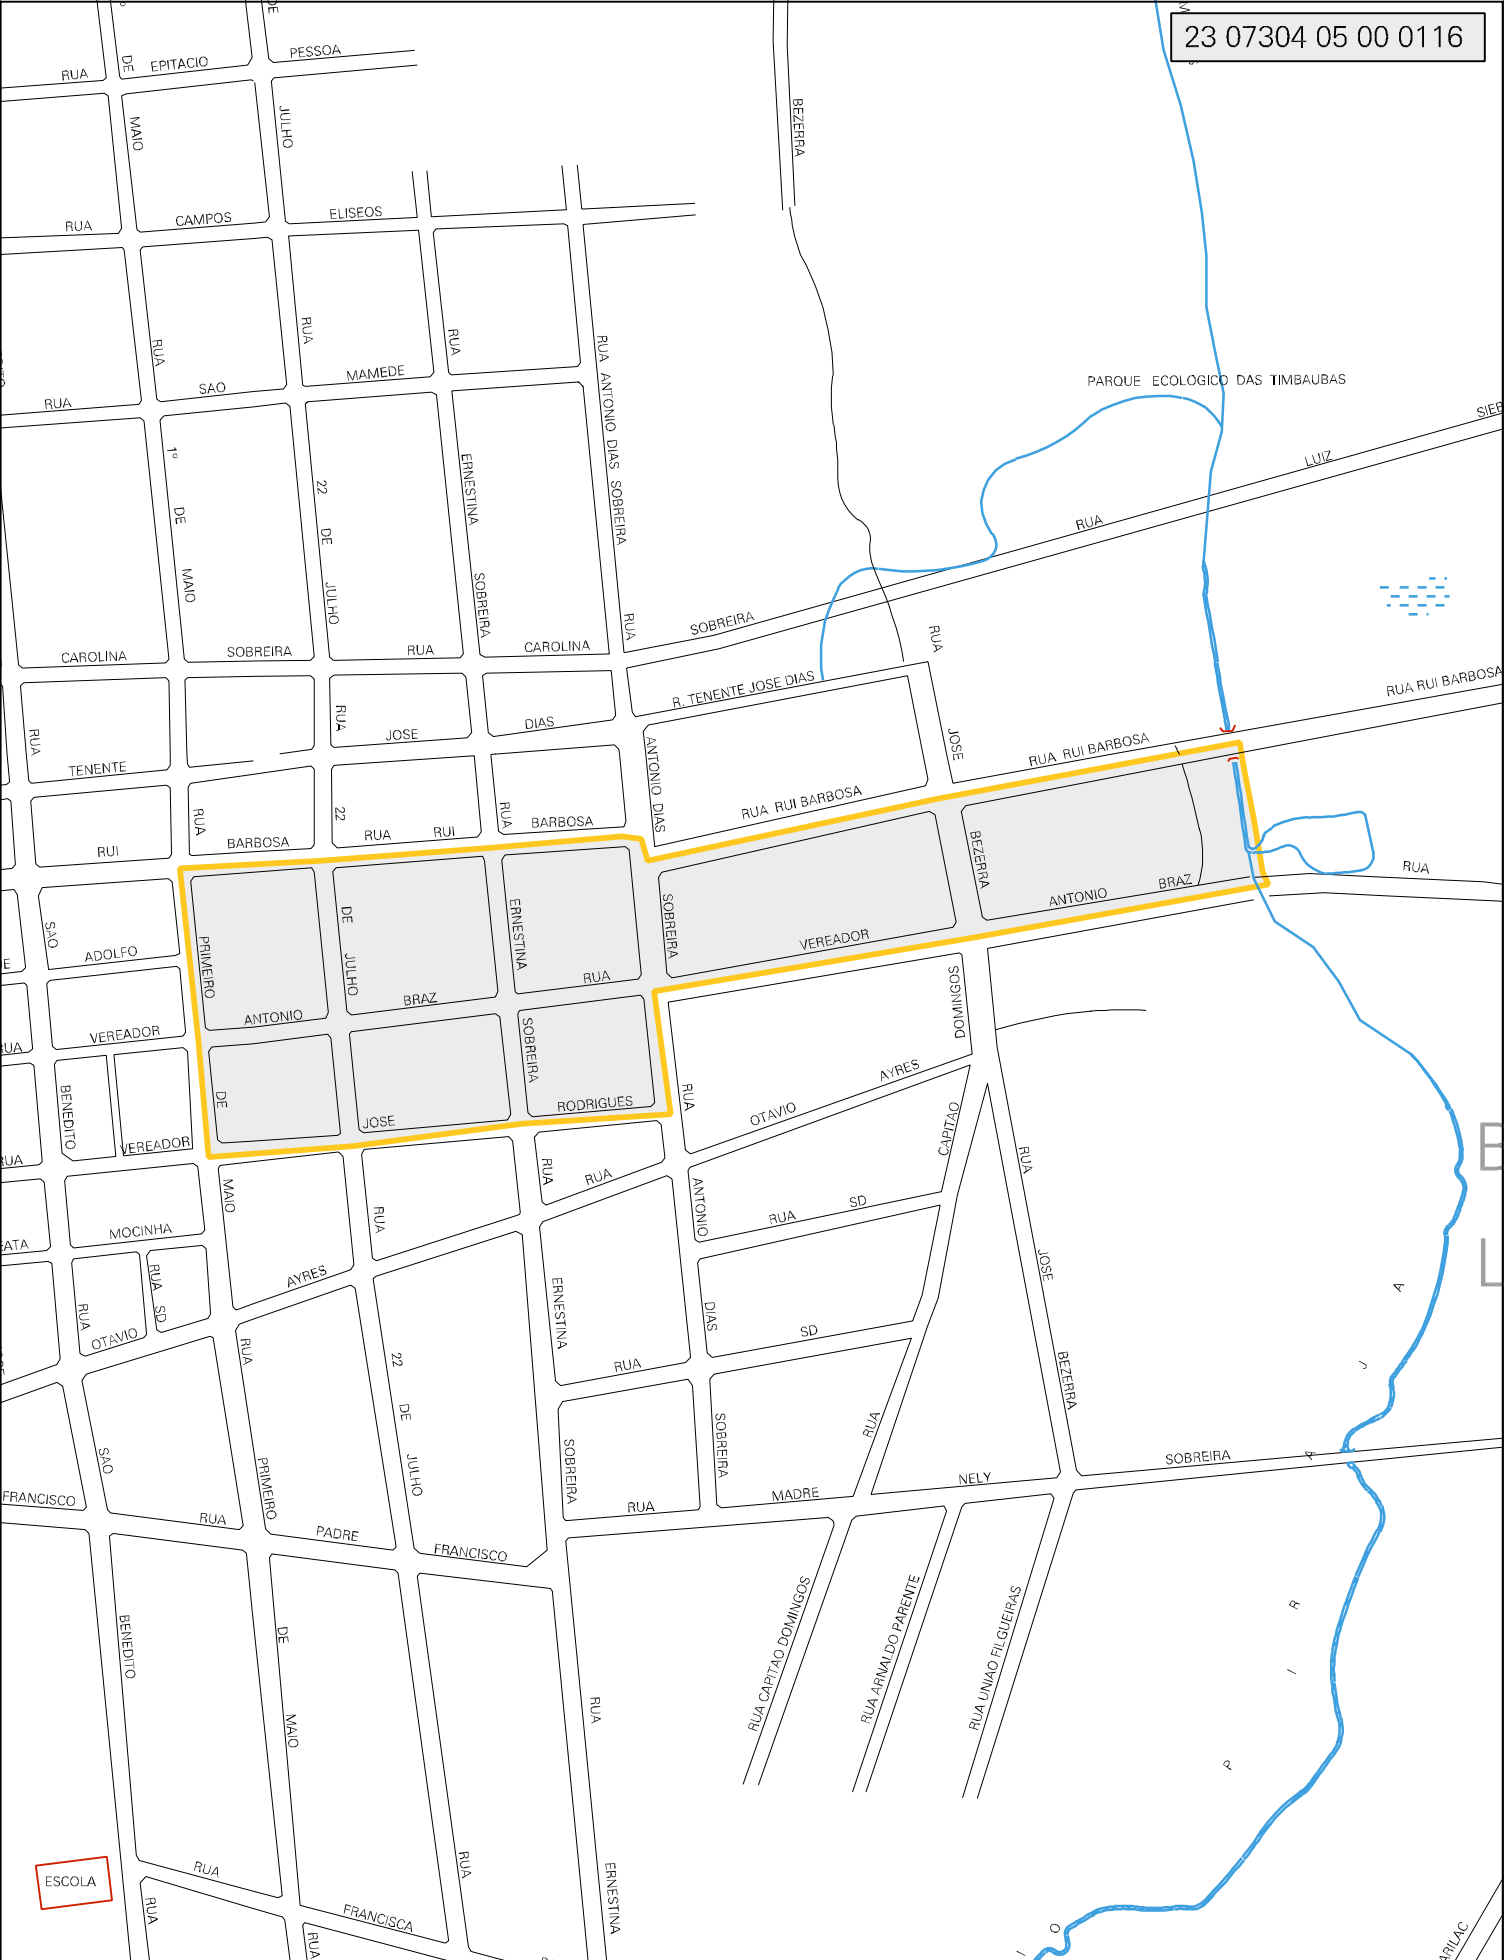 23 07304 05 00 0116
DE
PESSOA
DE
EPITACIO
RUA
BEZERRA
JULHO
MAIO
ELISEOS
CAMPOS
RUA
RUA
RUA
RUA
RUA ANTONIO DIAS SOBREIRA
MAMEDE
SAO
RUA
PARQUE ECOLOGICO DAS TIMBAUBAS
LUIZ
RUA
1º
DE
MAIO
22
DE
JULHO
ERNESTINA
SOBREIRA
RUA
SOBREIRA
RUA
CAROLINA
RUA
SOBREIRA
CAROLINA
R. TENENTE JOSE DIAS
RUA RUI BARBOSA
RUA
JOSE
DIAS
RUA
TENENTE
JOSE
RUA RUI BARBOSA
ANTONIO DIAS
RUA RUI BARBOSA
RUA
22
RUA
BARBOSA
RUI
RUA
BARBOSA
RUI
BEZERRA
RUA
ANTONIO
BRAZ
SOBREIRA
VEREADOR
PRIMEIRO
DE
JULHO
ERNESTINA
RUA
BRAZ
ANTONIO
SAO
ADOLFO
DOMINGOS
VEREADOR
SOBREIRA
RODRIGUES
JOSE
DE
RUA
AYRES
OTAVIO
CAPITAO
BENEDITO
VEREADOR
RUA
RUA
RUA
MAIO
RUA
ANTONIO
RUA
SD
MOCINHA
JOSE
AYRES
RUA
SD
RUA
OTAVIO
ERNESTINA
DIAS
SD
RUA
22
DE
JULHO
RUA
BEZERRA
RUA
SOBREIRA
SOBREIRA
SAO
PRIMEIRO
FRANCISCO
RUA
PADRE
FRANCISCO
RUA
MADRE
NELY
SOBREIRA
RUA CAPITAO DOMINGOS
RUA ARNALDO PARENTE
RUA UNIAO FILGUEIRAS
BENEDITO
DE
MAIO
RUA
P I R A J A
ESCOLA
RUA
RUA
FRANCISCA
RUA
RUA
ERNESTINA